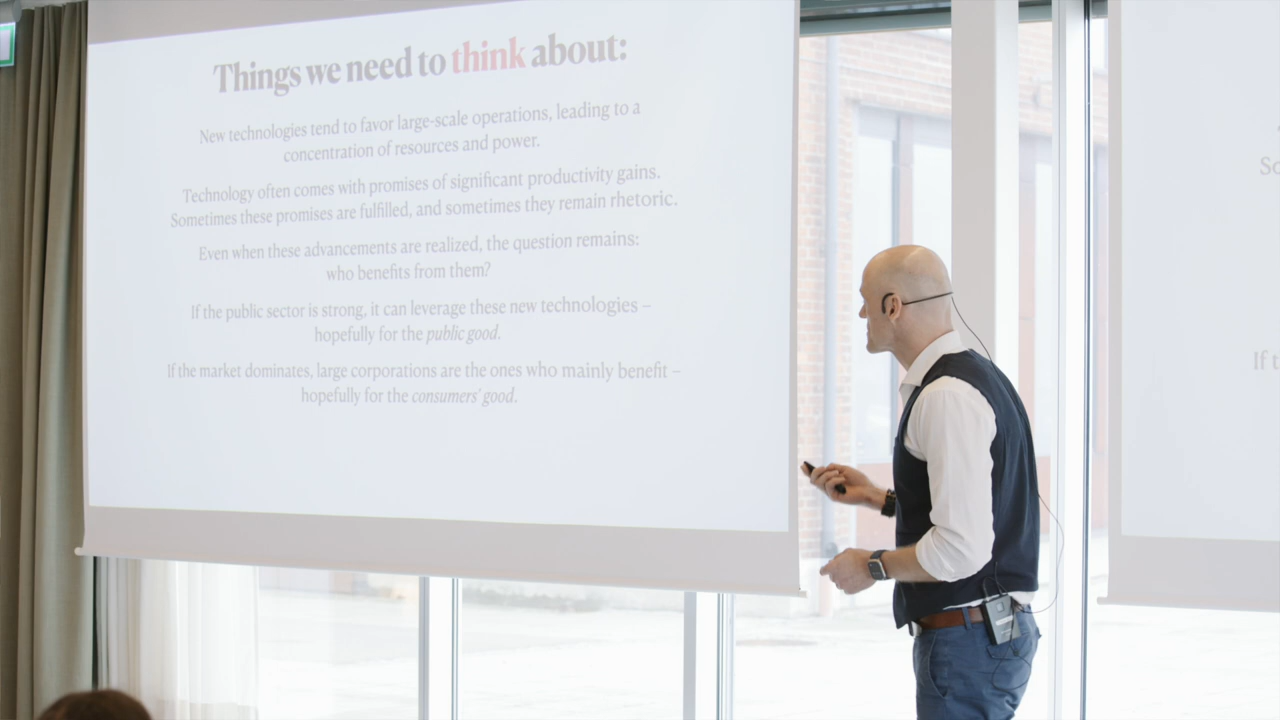 Things we need to think about:
New technologies tend to favor large-scale operations, leading to a
concentration of resources and power.
Technology often comes with promises of significant productivity gains.
Sometimes these promises are fulfilled, and sometimes they remain rhetoric.
Even when these advancements are realized, the question remains:
who benefits from them?
If the public sector is strong, it can leverage these new technologies –
hopefully for the public good.
If the market dominates, large corporations are the ones who mainly benefit –
hopefully for the consumers' good.
If